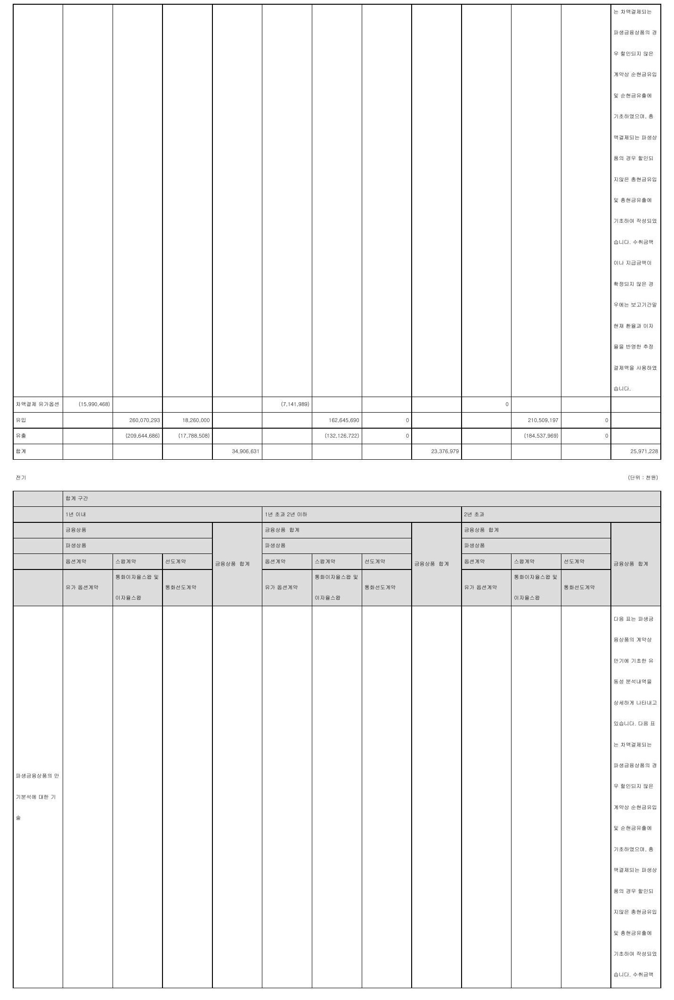 는 차액결제되는
파생금융상품의 경
우 할인되지 않은
계약상 순현금유입
및 순현금유출에
기초하였으며, 총
액결제되는 파생상
품의 경우 할인되
지않은 총현금유입
및 총현금유출에
기초하여 작성되었
습니다. 수취금액
이나 지급금액이
확정되지 않은 경
우에는 보고기간말
현재 환율과 이자
율을 반영한 추정
결제액을 사용하였
습니다.
차액결제 유가옵션 (15,990,468) (7,141,989) 0
유입 260,070,293 18,260,000 162,645,690 0 210,509,197 0
유출 (209,644,686) (17,788,508) (132,126,722) 0 (184,537,969) 0
합계 34,906,631 23,376,979 25,971,228
전기 (단위 : 천원)
합계 구간
1년 이내 1년 초과 2년 이하 2년 초과
금융상품 금융상품 합계 금융상품 합계
파생상품 파생상품 파생상품
옵션계약 스왑계약 선도계약 금융상품 합계 옵션계약 스왑계약 선도계약 금융상품 합계 옵션계약 스왑계약 선도계약 금융상품 합계
통화이자율스왑 및 통화이자율스왑 및 통화이자율스왑 및
유가 옵션계약 통화선도계약 유가 옵션계약 통화선도계약 유가 옵션계약 통화선도계약
이자율스왑 이자율스왑 이자율스왑
파생금융상품의 만
기분석에 대한 기
술
다음 표는 파생금
융상품의 계약상
만기에 기초한 유
동성 분석내역을
상세하게 나타내고
있습니다. 다음 표
는 차액결제되는
파생금융상품의 경
우 할인되지 않은
계약상 순현금유입
및 순현금유출에
기초하였으며, 총
액결제되는 파생상
품의 경우 할인되
지않은 총현금유입
및 총현금유출에
기초하여 작성되었
습니다. 수취금액